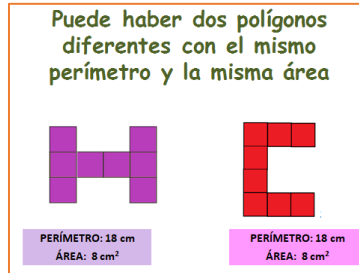 Puede haber dos polígonos
diferentes con el mismo
perímetro y la misma área
PERÍMETRO: 18 cm
ÁREA: 8 cm²
PERÍMETRO: 18 cm
ÁREA: 8 cm²